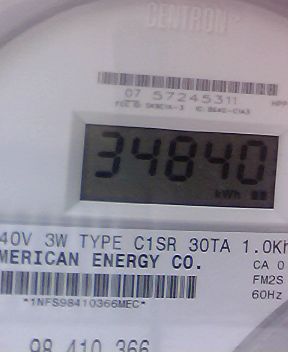 CENTRON®
07 57245311
34840
kWh
40V 3W TYPE C1SR 30TA 1.0Kh
MERICAN ENERGY CO.
CA 0
FM2S
*1NFS98410366MEC*
60Hz
98 410 366